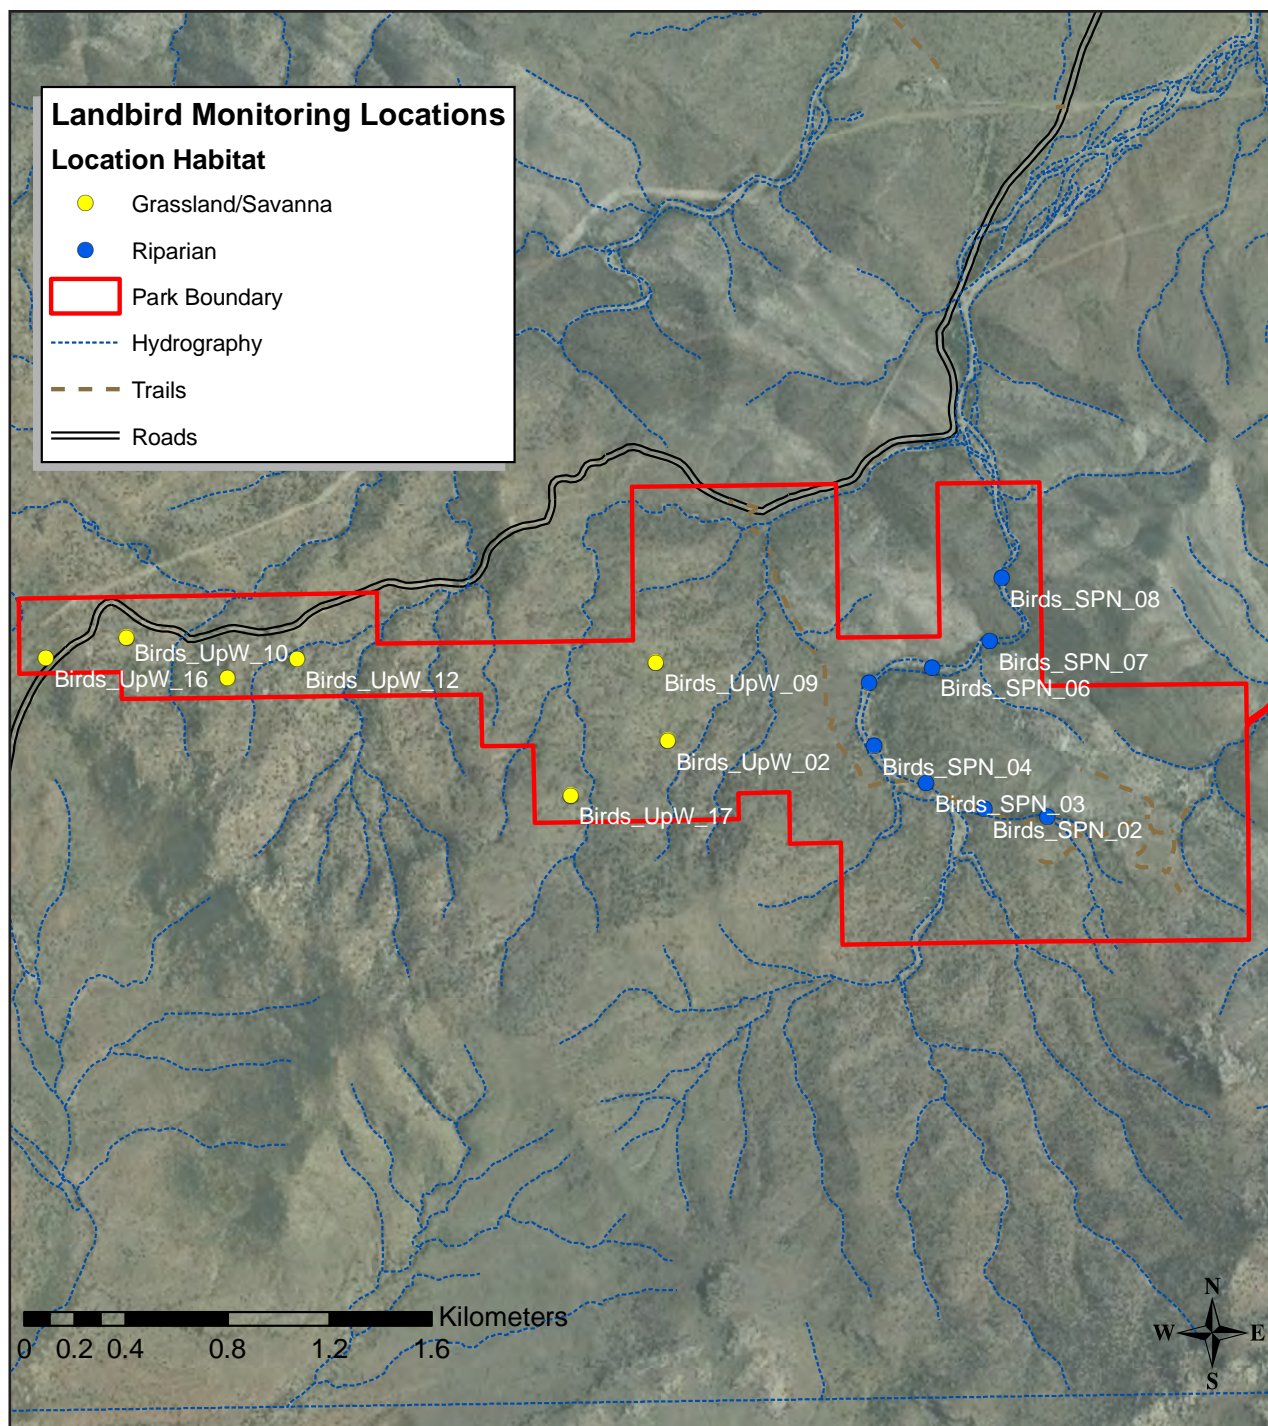 Landbird Monitoring Locations
Location Habitat
Grassland/Savanna
Riparian
Park Boundary
Hydrography
Trails
Roads
Birds_SPN_08
Birds_UpW_10
Birds_SPN_07
Birds_UpW_16
Birds_UpW_12
Birds_UpW_09
Birds_SPN_06
Birds_UpW_02
Birds_SPN_04
Birds_SPN_03
Birds_UpW_17
Birds_SPN_02
N
W
E
S
Kilometers
0 0.2 0.4 0.8 1.2 1.6